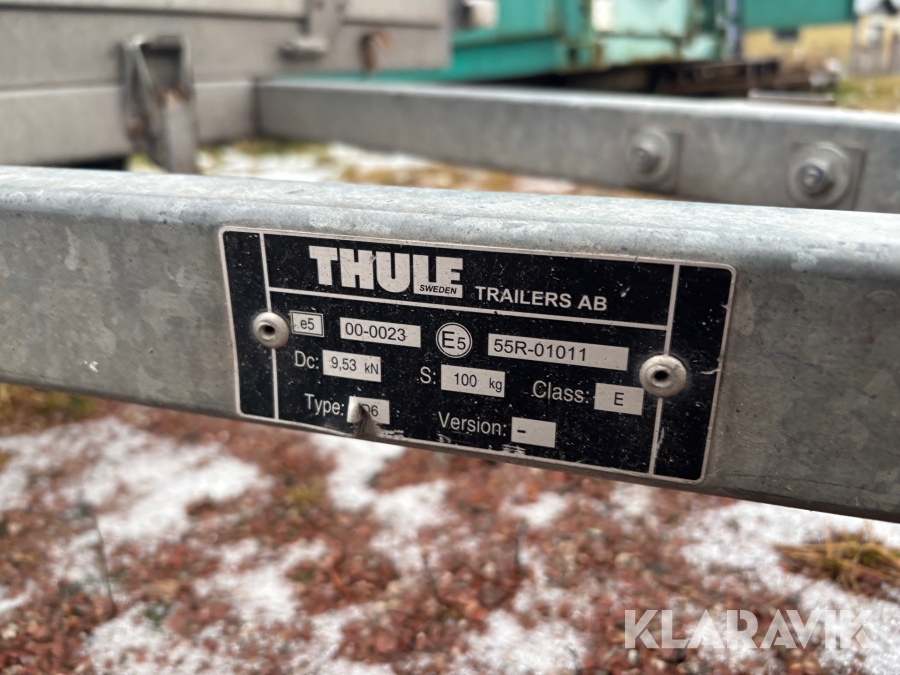 THULE
SWEDEN
TRAILERS AB
e5 00-0023 E5 55R-01011
Dc: 9,53 kN S: 100 kg Class: E
Type: Version: -
KLARAVIK